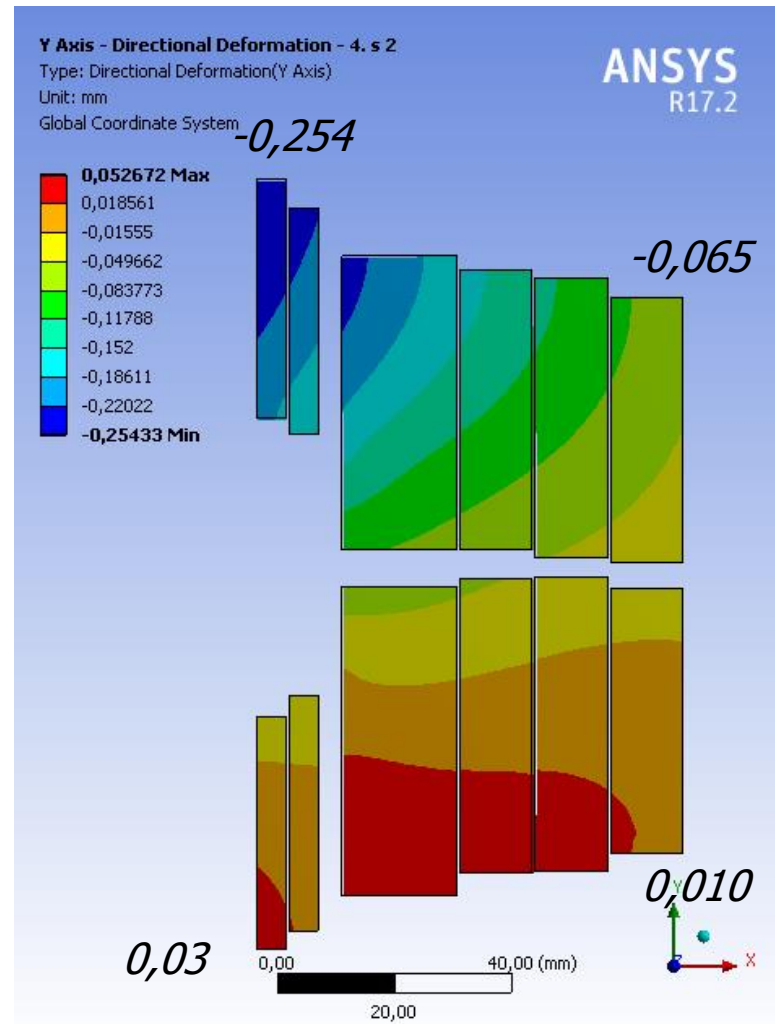 Y Axis - Directional Deformation - 4. s 2
Type: Directional Deformation(Y Axis)
Unit: mm
Global Coordinate System
ANSYS
R17.2
-0,254
0,052672 Max
0,018561
-0,01555
-0,049662
-0,083773
-0,11788
-0,152
-0,18611
-0,22022
-0,25433 Min
-0,065
0,010
Y
0,03
0,00
40,00 (mm)
Z
X
20,00